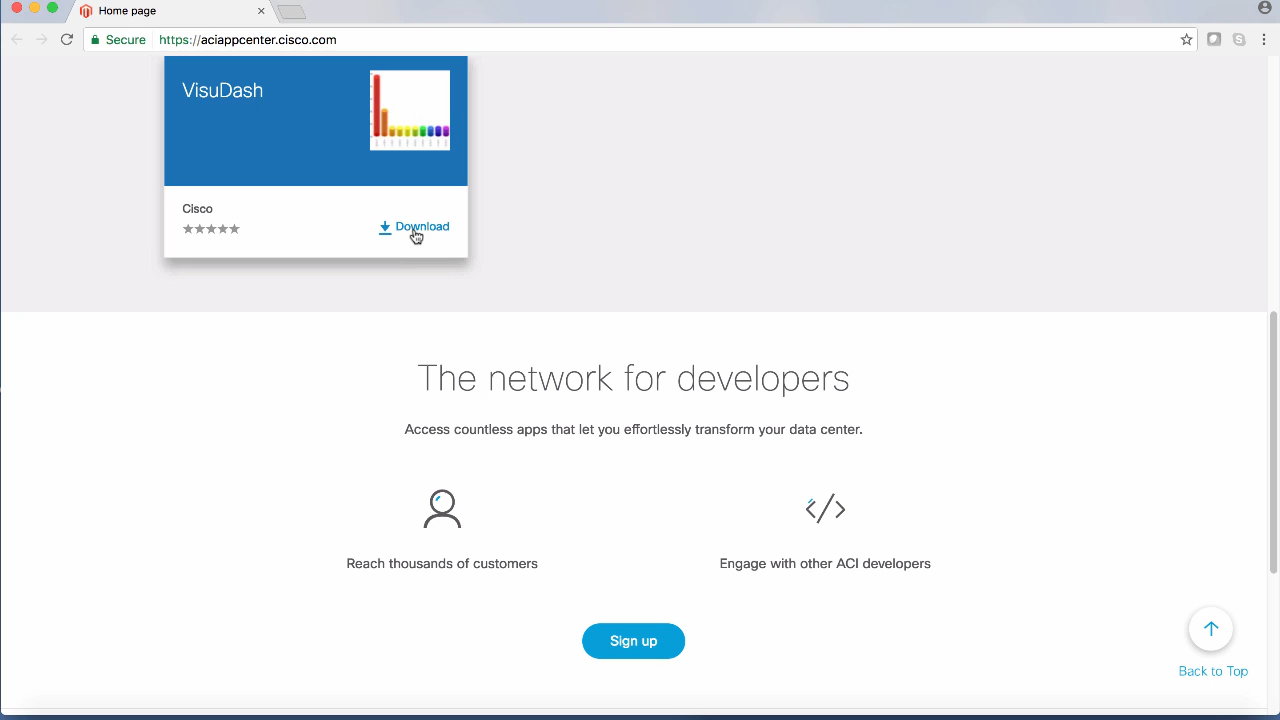 Home page
Secure https://aciappcenter.cisco.com
VisuDash
Cisco
Download
The network for developers
Access countless apps that let you effortlessly transform your data center.
Reach thousands of customers
Engage with other ACI developers
Sign up
Back to Top